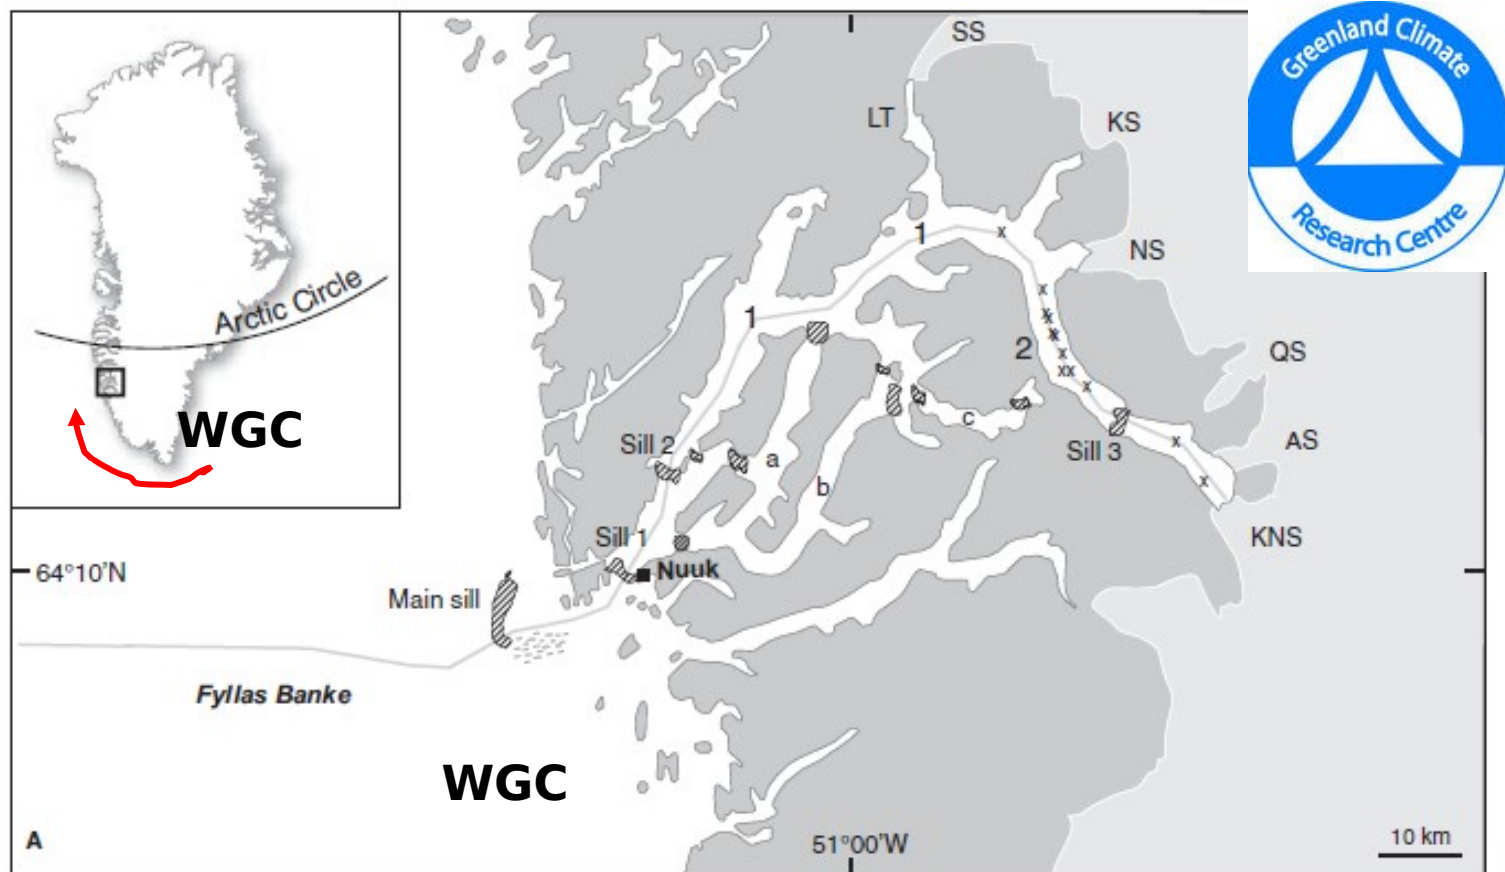 SS
Greenland Climate
Research Centre
LT
KS
1
x
NS
Arctic Circle
x
x
x
1
x
2
x
QS
xx
x
WGC
c
Sill 2
a
Sill 3
x
AS
b
x
Sill 1
KNS
64°10'N
Nuuk
Main sill
Fyllas Banke
WGC
A
51°00'W
10 km